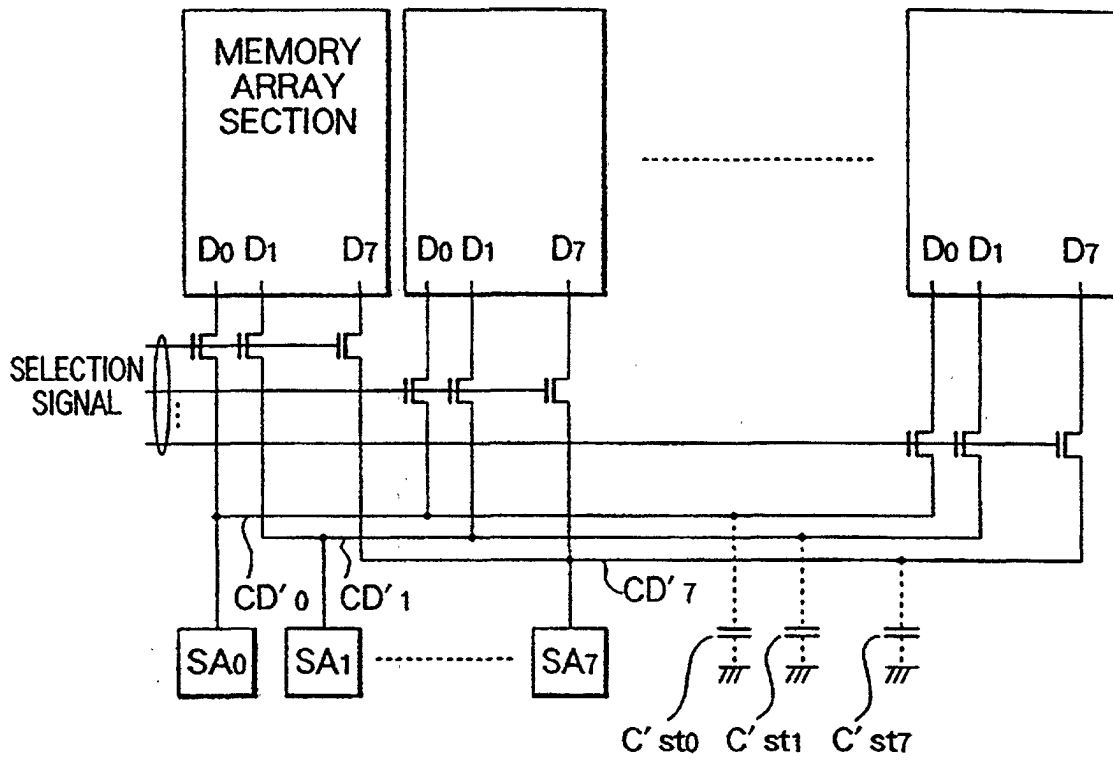 MEMORY
ARRAY
SECTION
D0 D1 D7
D0 D1 D7
D0 D1 D7
SELECTION
SIGNAL
CD'0
CD'1
CD'7
SA0
SA1
SA7
C'st0
C'st1
C'st7